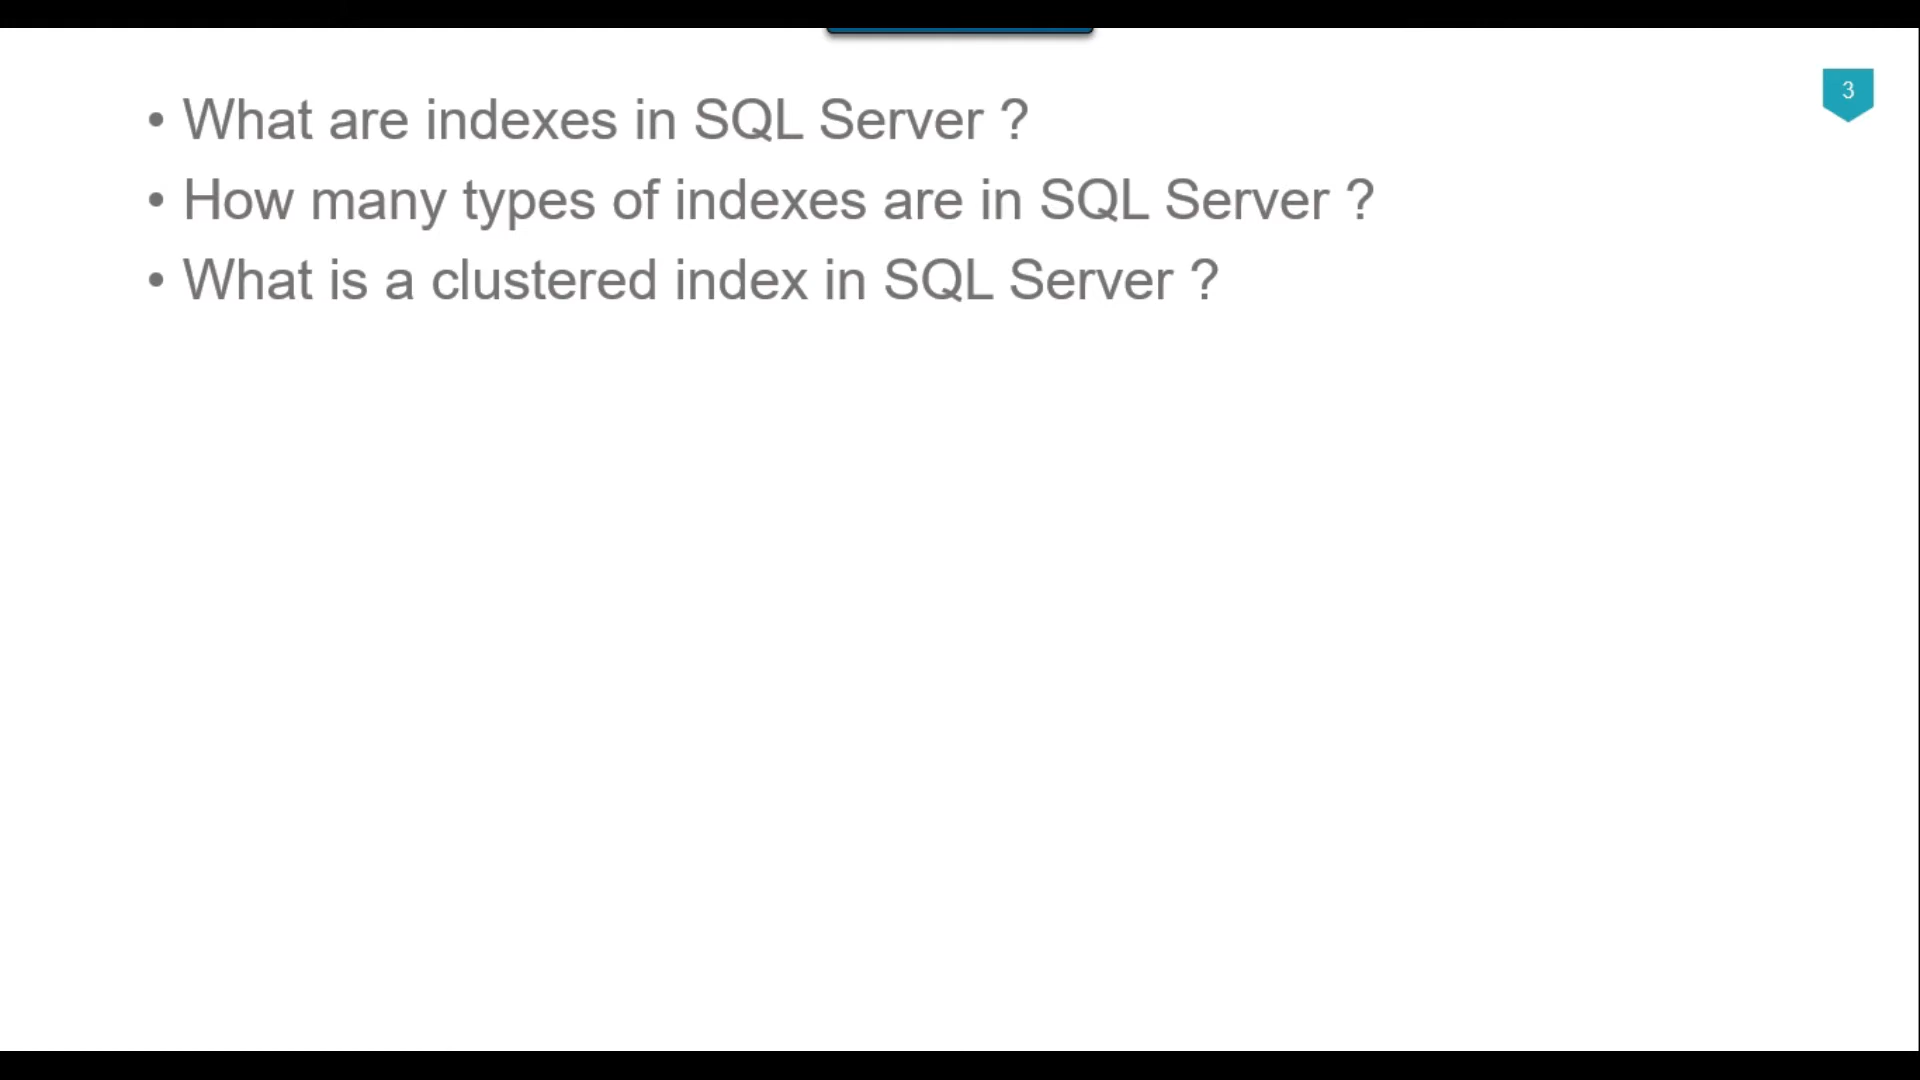 3
• What are indexes in SQL Server ?
• How many types of indexes are in SQL Server ?
• What is a clustered index in SQL Server ?